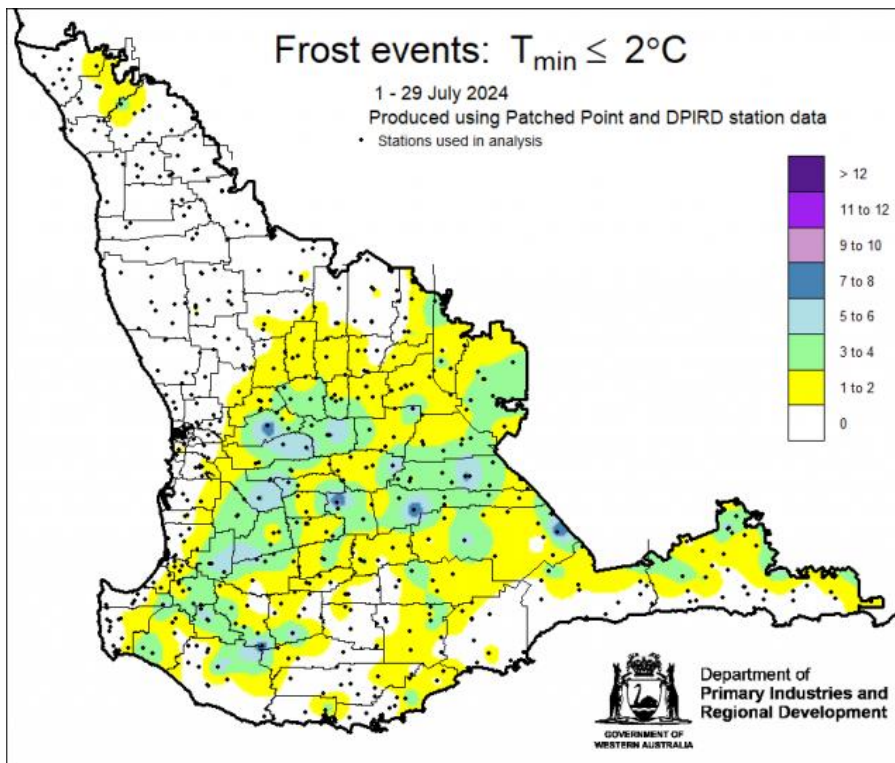 Frost events: Tmin ≤ 2°C
1 - 29 July 2024
Produced using Patched Point and DPIRD station data
• Stations used in analysis
> 12
11 to 12
9 to 10
7 to 8
5 to 6
3 to 4
1 to 2
0
Department of
Primary Industries and
Regional Development
GOVERNMENT OF
WESTERN AUSTRALIA